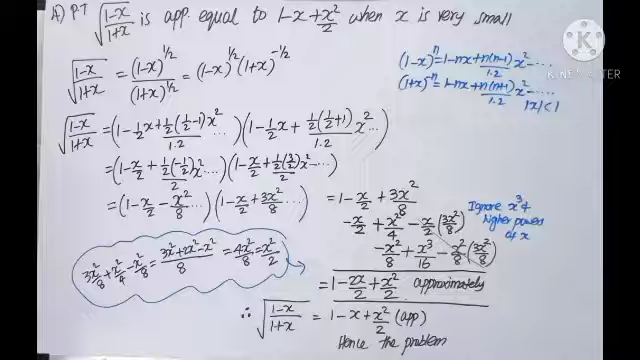 A) PT √(1-x)/(1+x) is app. equal to 1-x+x²/2 when x is very small
√(1-x)/(1+x) = (1-x)^1/2/(1+x)^1/2 = (1-x)^1/2 (1+x)^-1/2
(1-x)^n = 1-nx+n(n-1)/1.2 x² ....
(1+x)^-n = 1-nx+n(n+1)/1.2 x² ....
|x|<1
√(1-x)/(1+x) = (1-1/2x+1/2(1/2-1)/1.2 x²...)(1-1/2x+1/2(1/2+1)/1.2 x²...)
= (1-x/2+1/2(-1/2)/2 x²...)(1-x/2+1/2(3/2)/2 x²...)
= (1-x/2-x²/8...)(1-x/2+3x²/8...)
= 1-x/2+3x²/8
-x/2+x²/4-x/2(3x²/8)
-x²/8+x³/16-x²/8(3x²/8)
Ignore x³ &
higher powers
of x
3x²/8+x²/4-x²/8 = 3x²+2x²-x²/8 = 4x²/8 = x²/2
= 1-2x/2+x²/2 approximately
∴ √(1-x)/(1+x) = 1-x+x²/2 (app)
Hence the problem
K
KINEMASTER